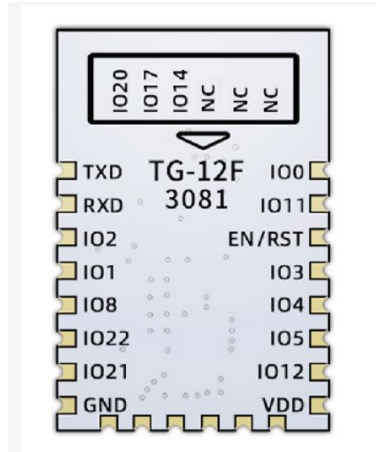 IO20 IO17 IO14 NC NC NC
TXD TG-12F IO0
RXD 3081 IO11
IO2 EN/RST
IO1 IO3
IO8 IO4
IO22 IO5
IO21 IO12
GND VDD